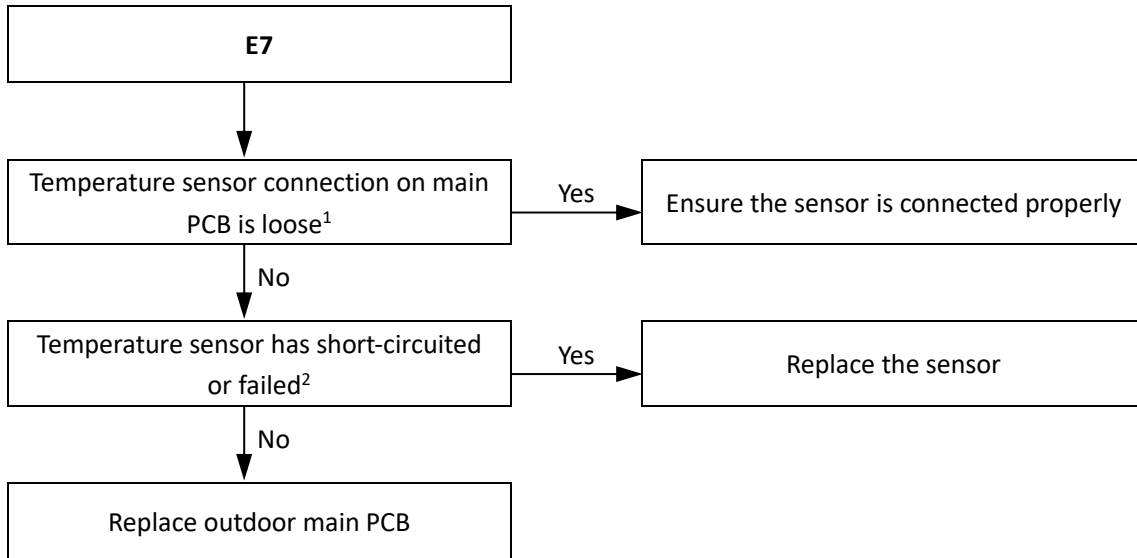 E7
Temperature sensor connection on main
PCB is loose¹
Yes
Ensure the sensor is connected properly
No
Temperature sensor has short-circuited
or failed²
Yes
Replace the sensor
No
Replace outdoor main PCB